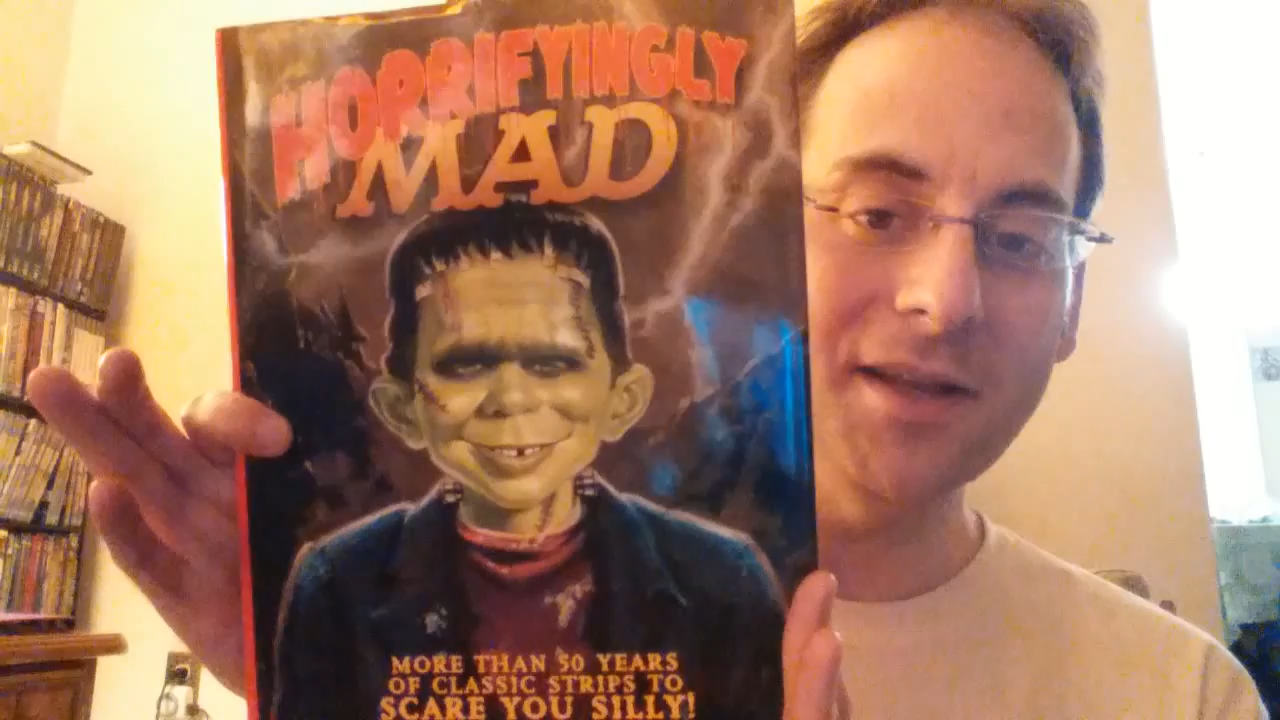 HORRIFYINGLY
MAD
MORE THAN 50 YEARS
OF CLASSIC STRIPS TO
SCARE YOU SILLY!